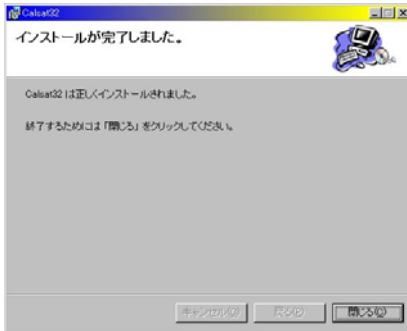 Calsat32
インストールが完了しました。
Calsat32 は正しくインストールされました。
終了するためには「閉じる」をクリックしてください。
キャンセル(C) 戻る(B) 閉じる(C)